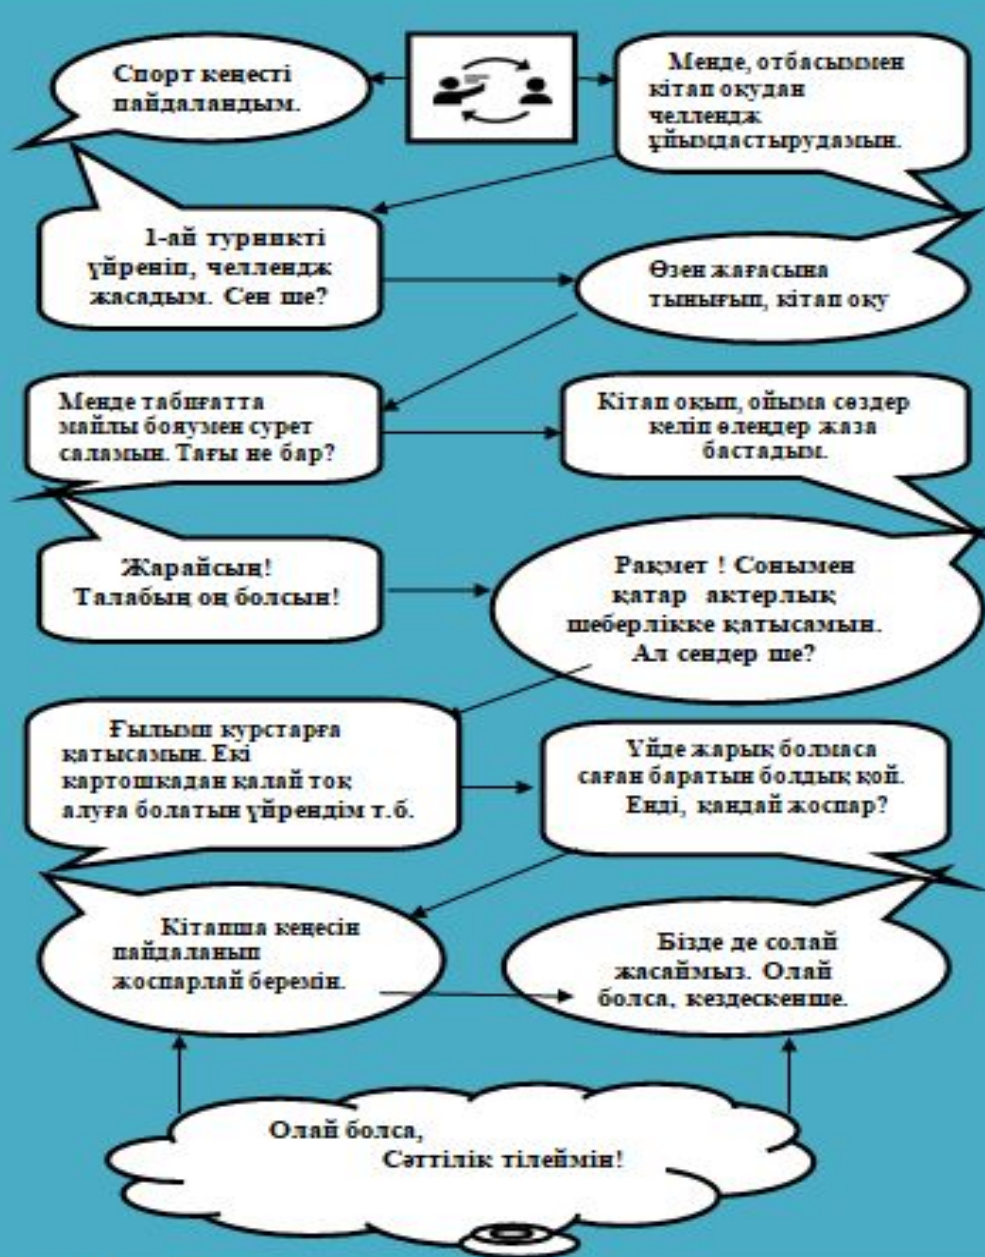 Спорт кеңесті
пайдаландым.
Менде, отбасыммен
кітап оқудан
челлендж
ұйымдастырудамын.
1-ай турникті
үйреніп, челлендж
жасадым. Сен ше?
Өзен жағасына
тынығып, кітап оқу
Менде табиғатта
майлы бояумен сурет
саламын. Тағы не бар?
Кітап оқып, ойыма сөздер
келіп өлеңдер жаза
бастадым.
Жарайсың!
Талабың оң болсын!
Рақмет ! Сонымен
қатар актерлық
шеберлікке қатысамын.
Ал сендер ше?
Ғылыми курстарға
қатысамын. Екі
картошкадан қалай тоқ
алуға болатын үйрендім т.б.
Үйде жарық болмаса
саған баратын болдық қой.
Енді, қандай жоспар?
Кітапша кеңесін
пайдаланып
жоспарлай беремін.
Бізде де солай
жасаймыз. Олай
болса, кездескенше.
Олай болса,
Сәттілік тілеймін!